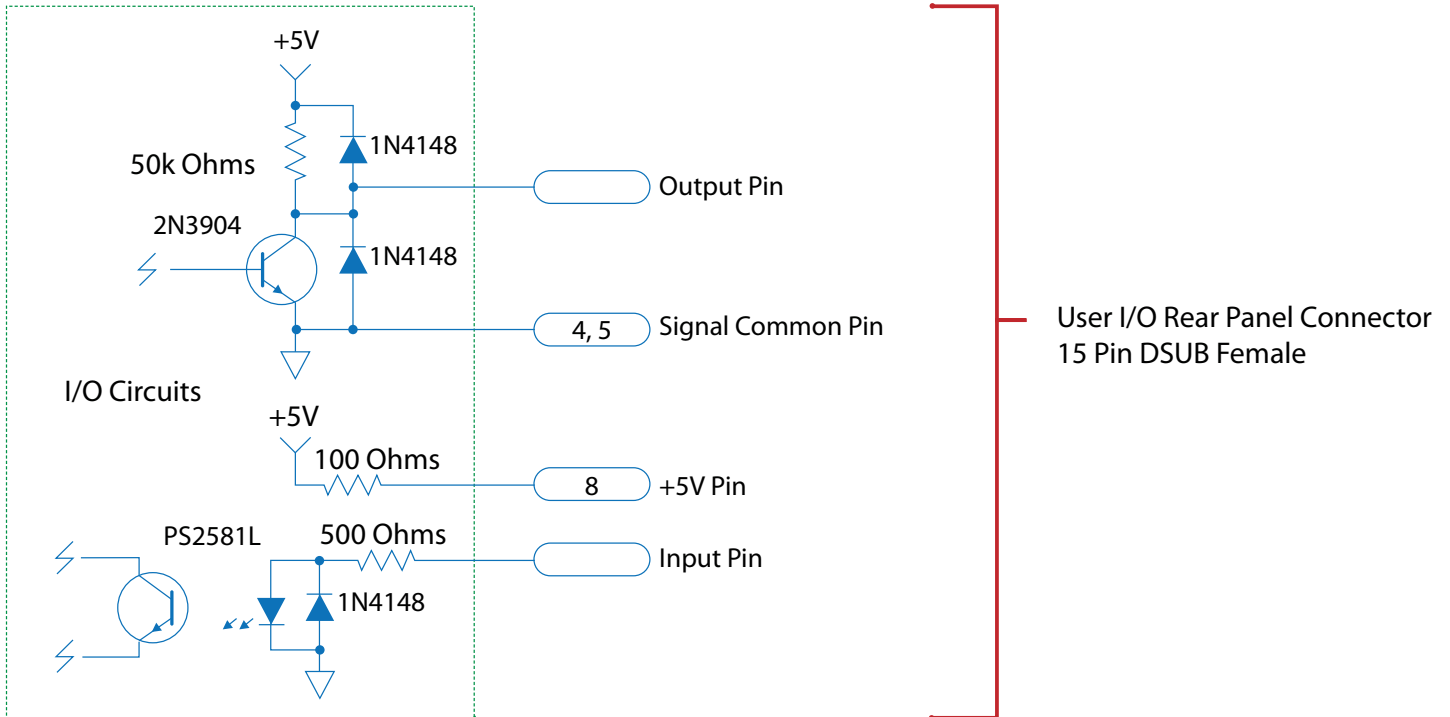 +5V
1N4148
50k Ohms
Output Pin
2N3904
1N4148
4, 5
Signal Common Pin
User I/O Rear Panel Connector
15 Pin DSUB Female
I/O Circuits
+5V
100 Ohms
8
+5V Pin
PS2581L
500 Ohms
Input Pin
1N4148